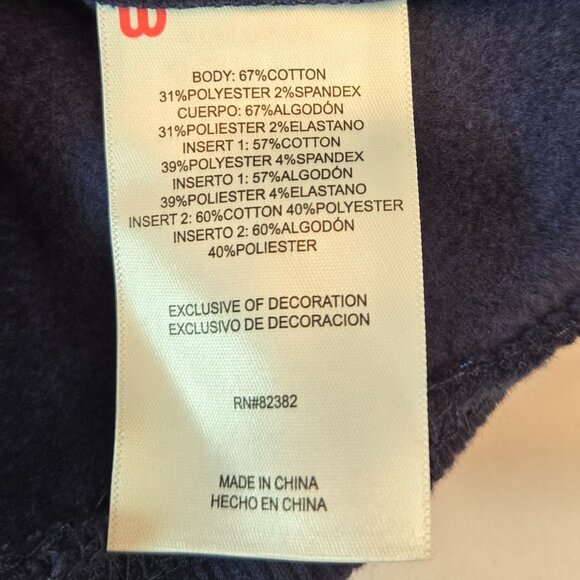 BODY: 67%COTTON
31%POLYESTER 2%SPANDEX
CUERPO: 67%ALGODÓN
31%POLIESTER 2%ELASTANO
INSERT 1: 57%COTTON
39%POLYESTER 4%SPANDEX
INSERTO 1: 57%ALGODÓN
39%POLIESTER 4%ELASTANO
INSERT 2: 60%COTTON 40%POLYESTER
INSERTO 2: 60%ALGODÓN
40%POLIESTER
EXCLUSIVE OF DECORATION
EXCLUSIVO DE DECORACION
RN#82382
MADE IN CHINA
HECHO EN CHINA